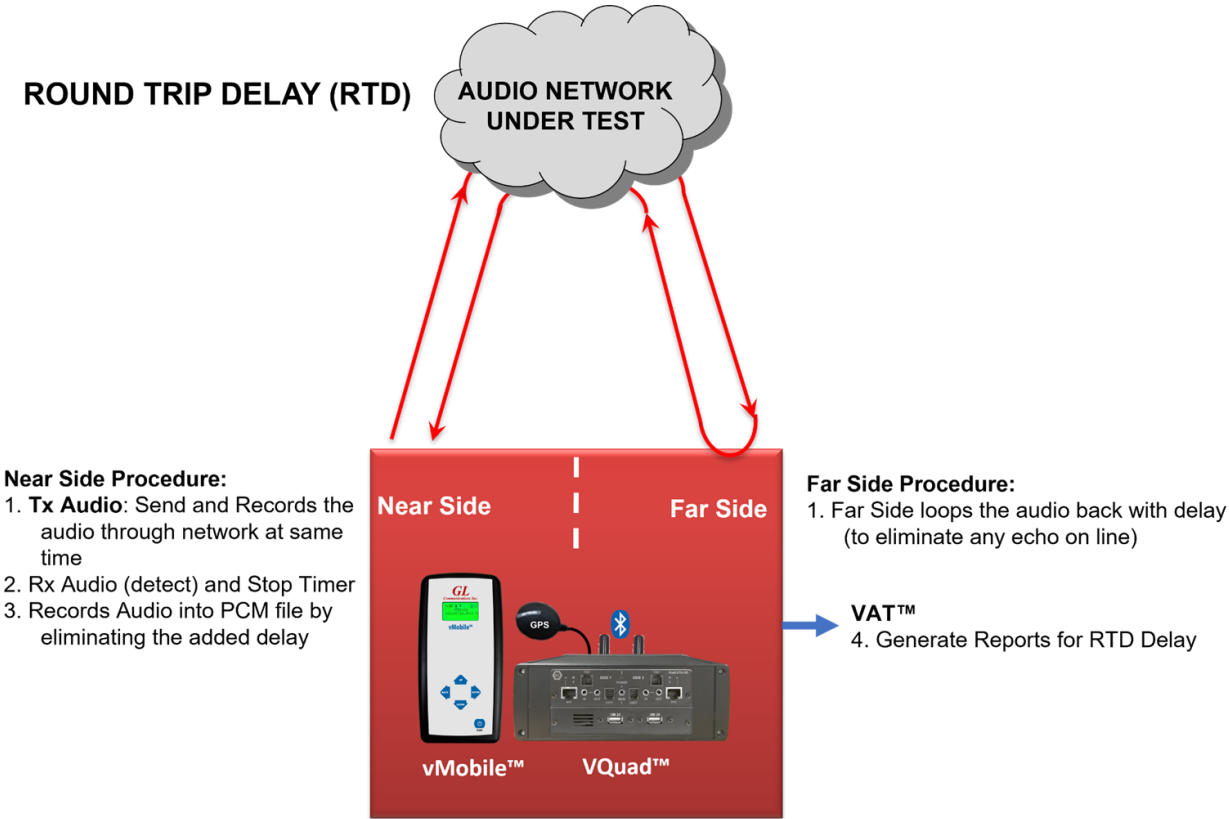 ROUND TRIP DELAY (RTD)
AUDIO NETWORK
UNDER TEST
Near Side Procedure:
1. Tx Audio: Send and Records the
audio through network at same
time
2. Rx Audio (detect) and Stop Timer
3. Records Audio into PCM file by
eliminating the added delay
Near Side
Far Side
GL
Communications Inc.
vMobile™
GPS
vMobile™
VQuad™
Far Side Procedure:
1. Far Side loops the audio back with delay
(to eliminate any echo on line)
VAT™
4. Generate Reports for RTD Delay